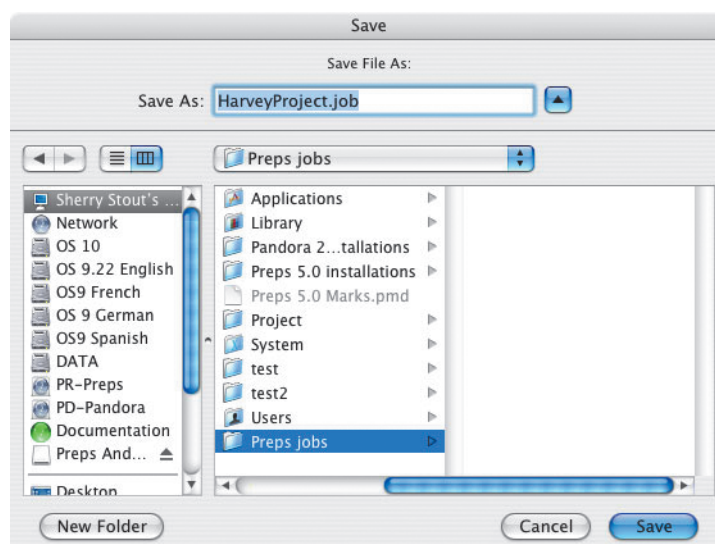 Save
Save File As:
Save As: HarveyProject.job
Preps jobs
Sherry Stout's ...
Network
OS 10
OS 9.22 English
OS9 French
OS 9 German
OS9 Spanish
DATA
PR-Preps
PD-Pandora
Documentation
Preps And...
Desktop
Applications
Library
Pandora 2...tallations
Preps 5.0 installations
Preps 5.0 Marks.pmd
Project
System
test
test2
Users
Preps jobs
New Folder
Cancel
Save